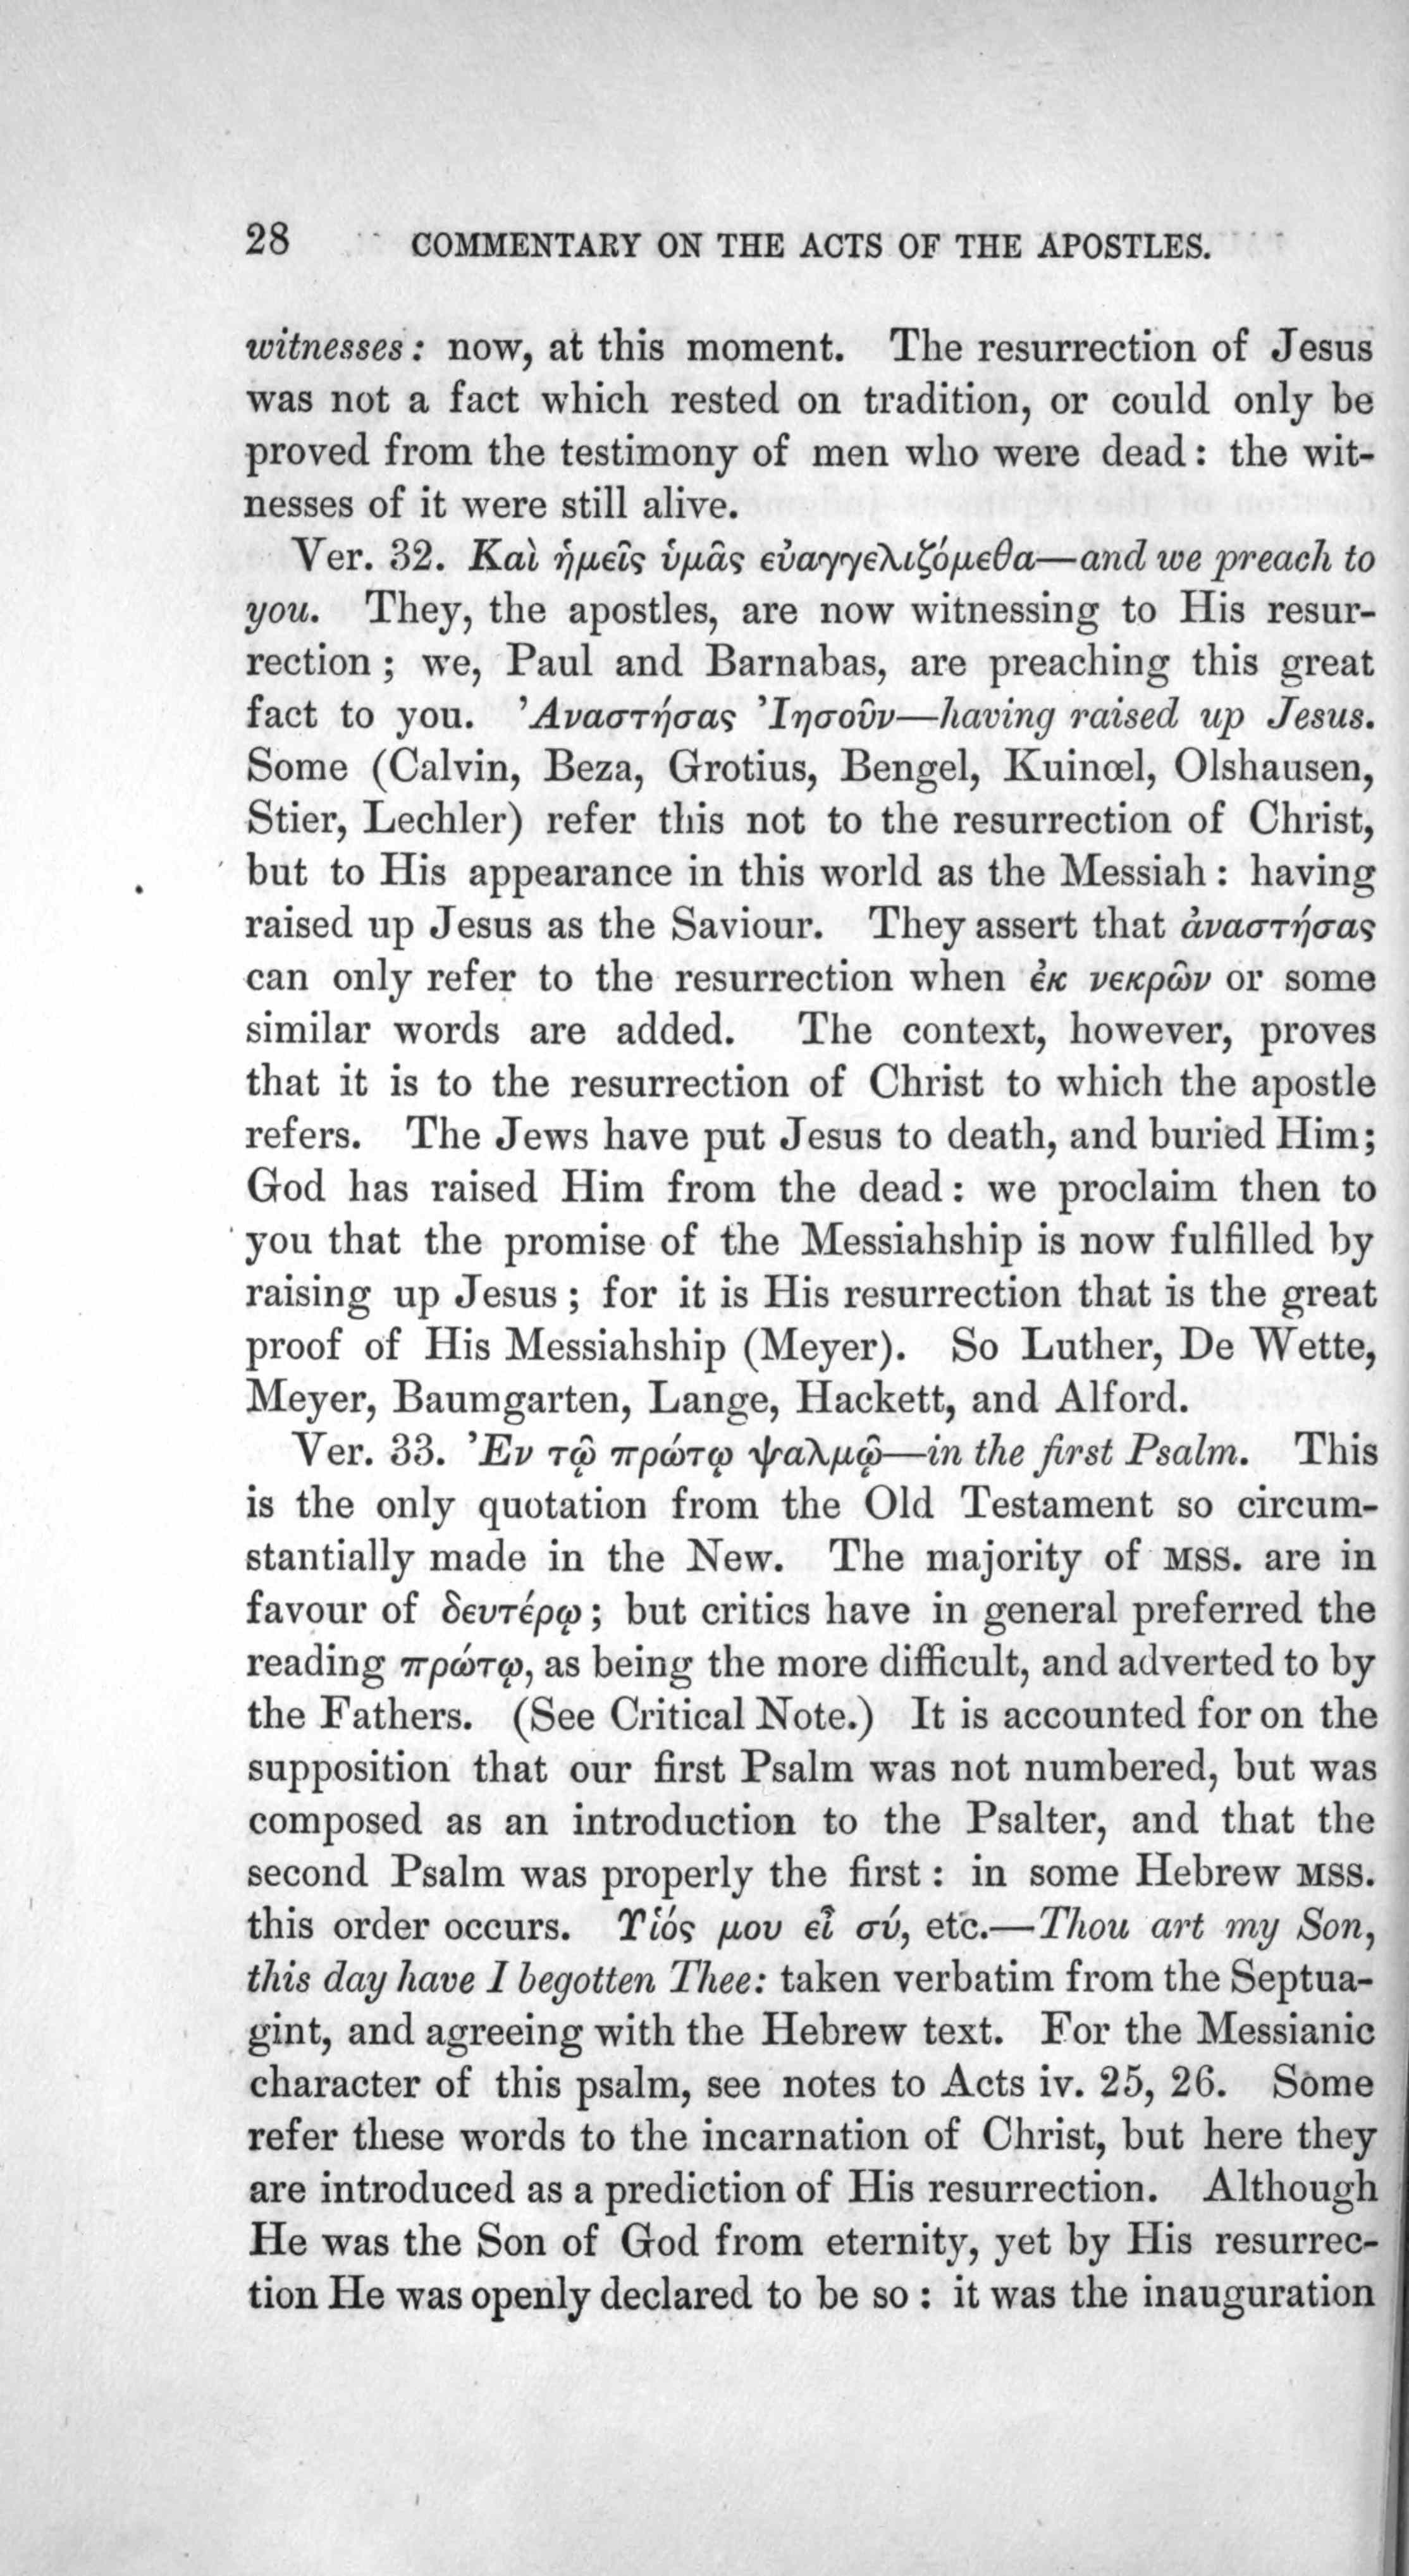 28 COMMENTARY ON THE ACTS OF THE APOSTLES.
witnesses: now, at this moment. The resurrection of Jesus
was not a fact which rested on tradition, or could only be
proved from the testimony of men who were dead: the wit-
nesses of it were still alive.
Ver. 32. Καὶ ἡμεῖς ὑμᾶς εὐαγγελιζόμεθα—and we preach to
you. They, the apostles, are now witnessing to His resur-
rection; we, Paul and Barnabas, are preaching this great
fact to you. Ἀναστήσας Ἰησοῦν—having raised up Jesus.
Some (Calvin, Beza, Grotius, Bengel, Kuinœl, Olshausen,
Stier, Lechler) refer this not to the resurrection of Christ,
but to His appearance in this world as the Messiah: having
raised up Jesus as the Saviour. They assert that ἀναστήσας
can only refer to the resurrection when ἐκ νεκρῶν or some
similar words are added. The context, however, proves
that it is to the resurrection of Christ to which the apostle
refers. The Jews have put Jesus to death, and buried Him;
God has raised Him from the dead: we proclaim then to
you that the promise of the Messiahship is now fulfilled by
raising up Jesus; for it is His resurrection that is the great
proof of His Messiahship (Meyer). So Luther, De Wette,
Meyer, Baumgarten, Lange, Hackett, and Alford.
Ver. 33. Ἐν τῷ πρώτῳ ψαλμῷ—in the first Psalm. This
is the only quotation from the Old Testament so circum-
stantially made in the New. The majority of MSS. are in
favour of δευτέρῳ; but critics have in general preferred the
reading πρώτῳ, as being the more difficult, and adverted to by
the Fathers. (See Critical Note.) It is accounted for on the
supposition that our first Psalm was not numbered, but was
composed as an introduction to the Psalter, and that the
second Psalm was properly the first: in some Hebrew MSS.
this order occurs. Υἱός μου εἶ σύ, etc.—Thou art my Son,
this day have I begotten Thee: taken verbatim from the Septua-
gint, and agreeing with the Hebrew text. For the Messianic
character of this psalm, see notes to Acts iv. 25, 26. Some
refer these words to the incarnation of Christ, but here they
are introduced as a prediction of His resurrection. Although
He was the Son of God from eternity, yet by His resurrec-
tion He was openly declared to be so: it was the inauguration